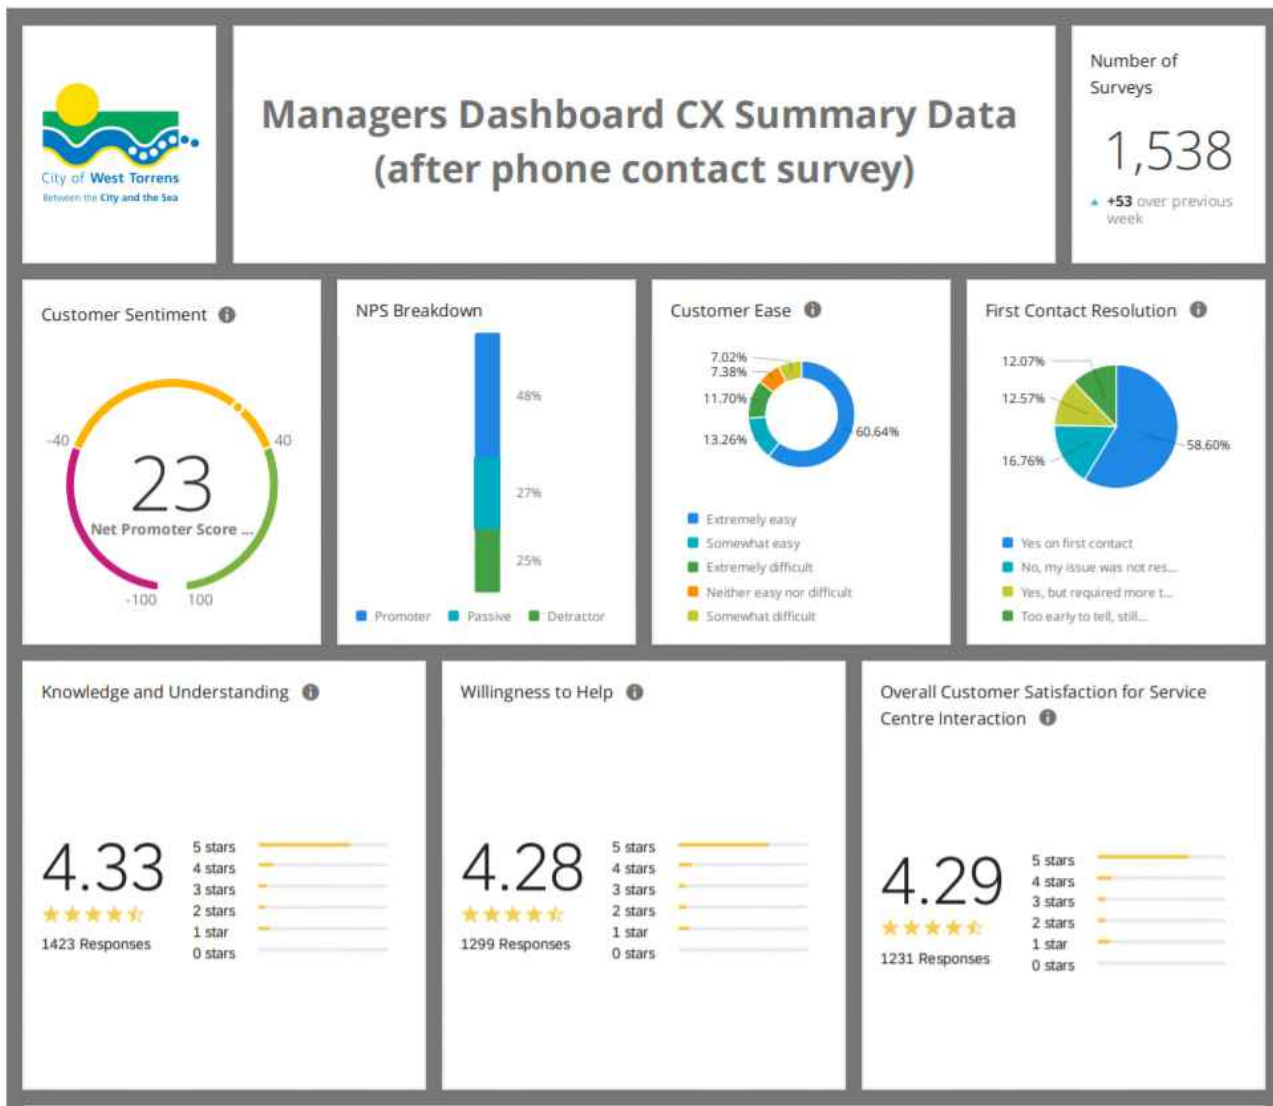 City of West Torrens
Between the City and the Sea
Managers Dashboard CX Summary Data
(after phone contact survey)
Number of
Surveys
1,538
+53 over previous
week
Customer Sentiment
-40
40
23
Net Promoter Score ...
-100
100
NPS Breakdown
48%
27%
25%
Promoter
Passive
Detractor
Customer Ease
7.02%
7.38%
11.70%
13.26%
60.64%
Extremely easy
Somewhat easy
Extremely difficult
Neither easy nor difficult
Somewhat difficult
First Contact Resolution
12.07%
12.57%
16.76%
58.60%
Yes on first contact
No, my issue was not res...
Yes, but required more t...
Too early to tell, still...
Knowledge and Understanding
4.33
1423 Responses
5 stars
4 stars
3 stars
2 stars
1 star
0 stars
Willingness to Help
4.28
1299 Responses
5 stars
4 stars
3 stars
2 stars
1 star
0 stars
Overall Customer Satisfaction for Service
Centre Interaction
4.29
1231 Responses
5 stars
4 stars
3 stars
2 stars
1 star
0 stars